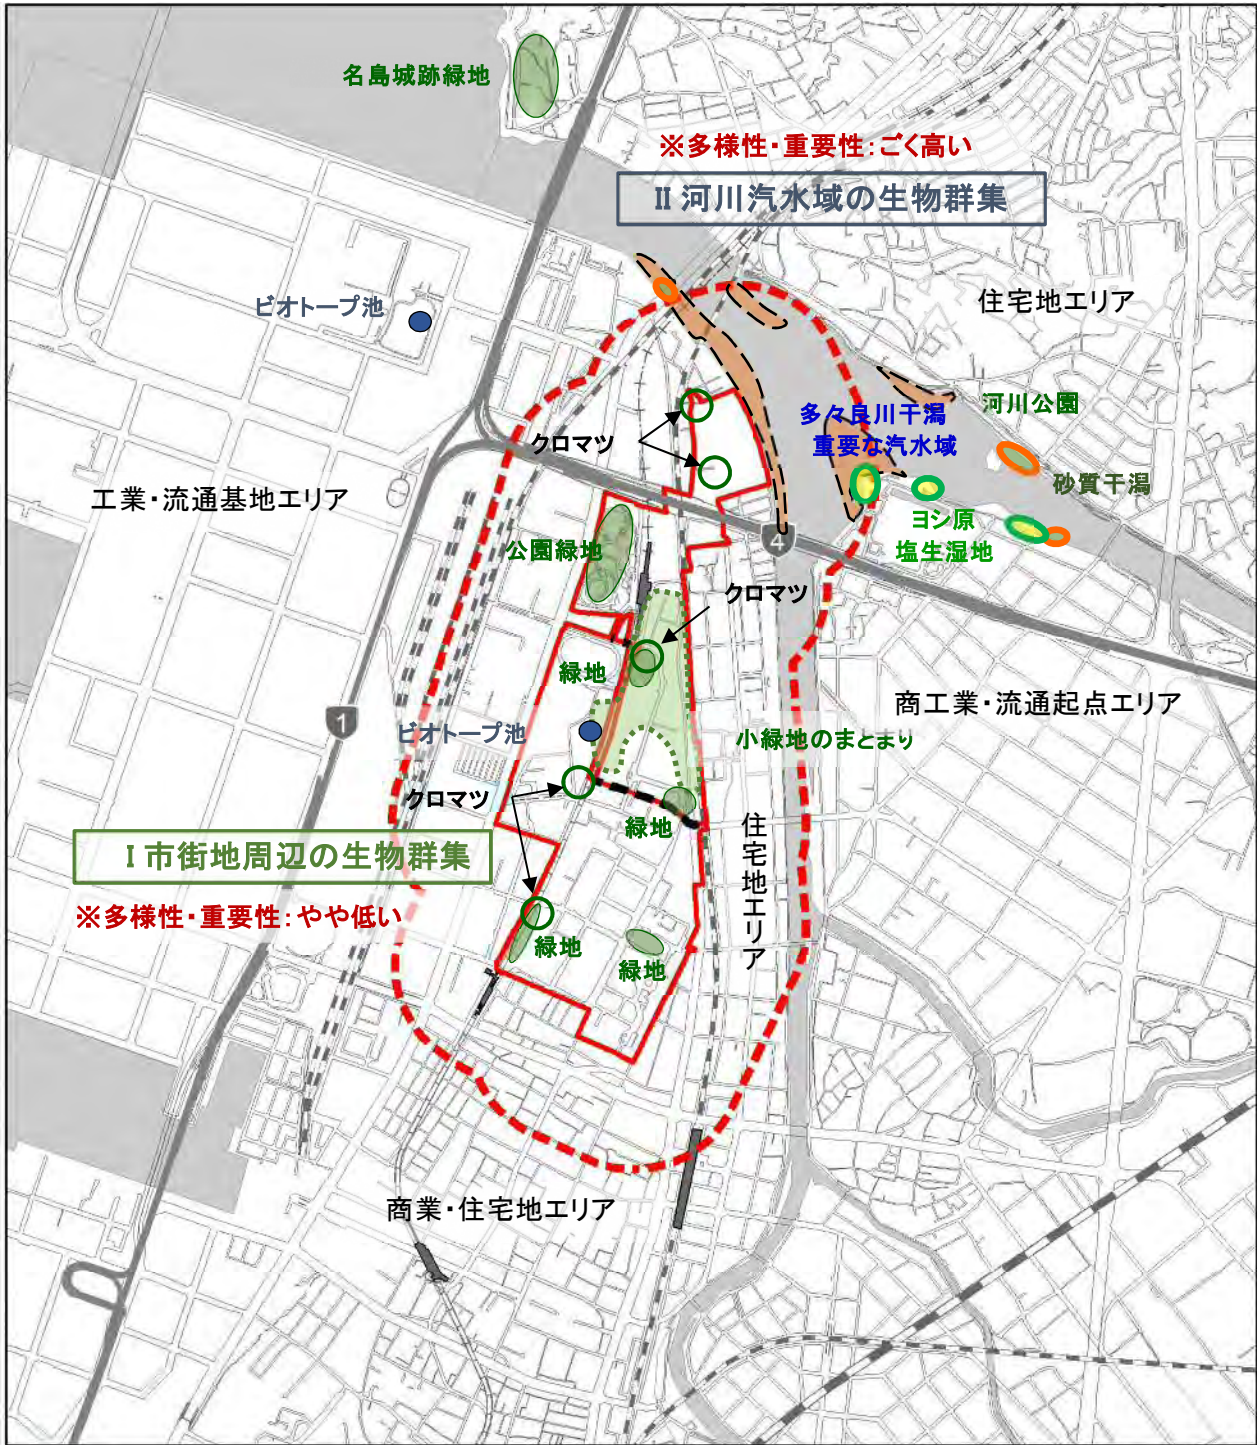 名島城跡緑地
※多様性・重要性：ごく高い
Ⅱ 河川汽水域の生物群集
住宅地エリア
ビオトープ池
河川公園
多々良川干潟
重要な汽水域
クロマツ
砂質干潟
工業・流通基地エリア
ヨシ原
塩生湿地
公園緑地
4
クロマツ
緑地
商工業・流通起点エリア
1
ビオトープ池
小緑地のまとまり
クロマツ
緑地
住宅地エリア
Ⅰ 市街地周辺の生物群集
※多様性・重要性：やや低い
緑地
緑地
商業・住宅地エリア